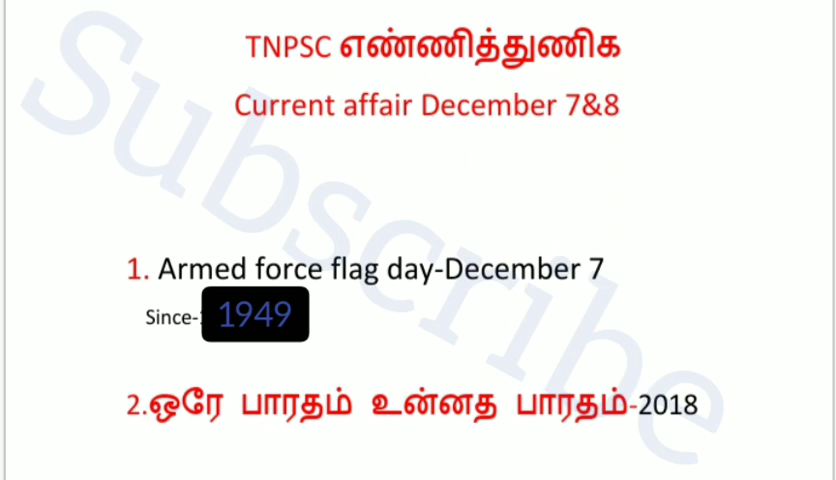 TNPSC எண்ணித்துணிக
Current affair December 7&8
1. Armed force flag day-December 7
Since- 1949
2.ஒரே பாரதம் உன்னத பாரதம்-2018
Subscribe